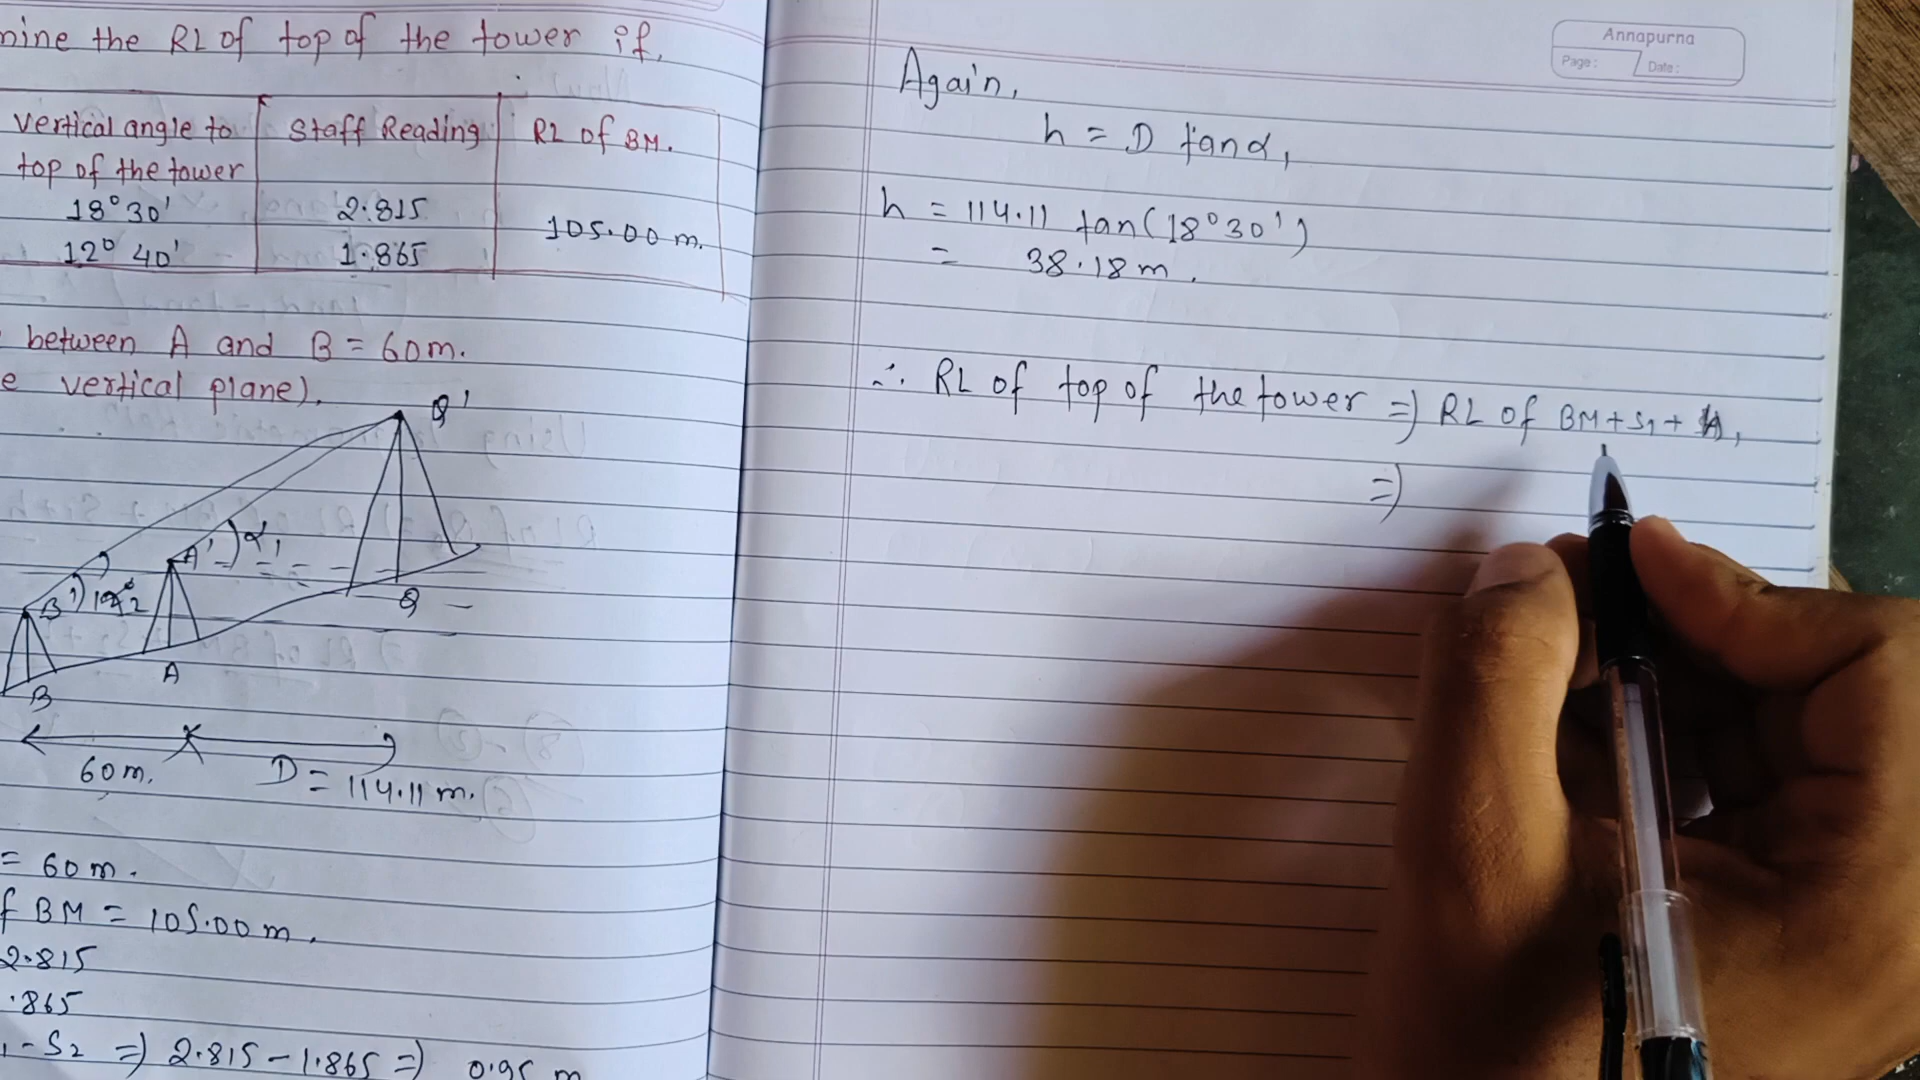 mine the RL of top of the tower if,
Vertical angle to top of the tower
Staff Reading
RL of BM.
18°30'
2.815
105.00 m.
12° 40'
1.865
between A and B = 60m.
e vertical plane).
Q'
A'
α1
B'
Q
A
B
60m.
D = 114.11 m.
= 60 m.
f BM = 105.00 m.
2.815
.865
1 - S2 => 2.815 - 1.865 => 0.95 m
Annapurna
Page:
Date:
Again,
h = D tanα,
h = 114.11 tan(18°30')
= 38.18 m.
∴ RL of top of the tower => RL of BM + S1 + h,
=>